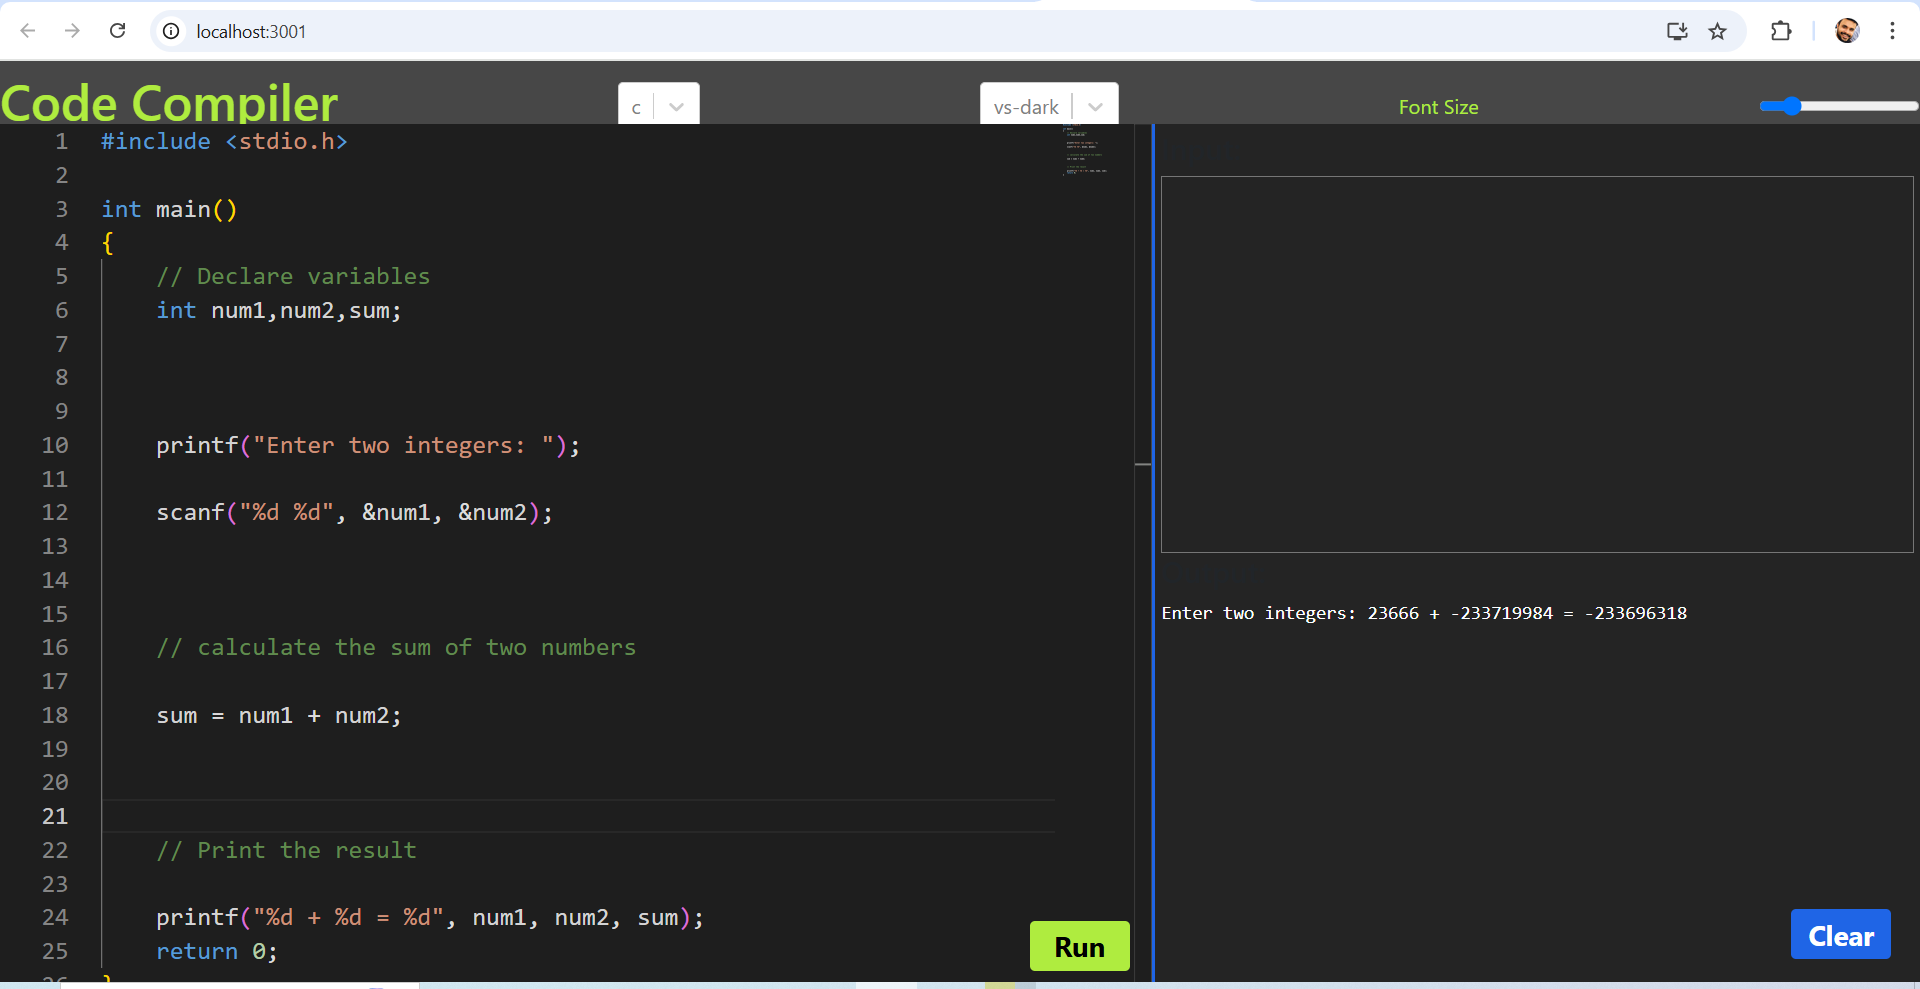 localhost:3001
Code Compiler
c
vs-dark
Font Size
1 #include <stdio.h>
2
3 int main()
4 {
5 // Declare variables
6 int num1,num2,sum;
7
8
9
10 printf("Enter two integers: ");
11
12 scanf("%d %d", &num1, &num2);
13
14
15
16 // calculate the sum of two numbers
17
18 sum = num1 + num2;
19
20
21
22 // Print the result
23
24 printf("%d + %d = %d", num1, num2, sum);
25 return 0;
26 }
Run
Enter two integers: 23666 + -233719984 = -233696318
Clear